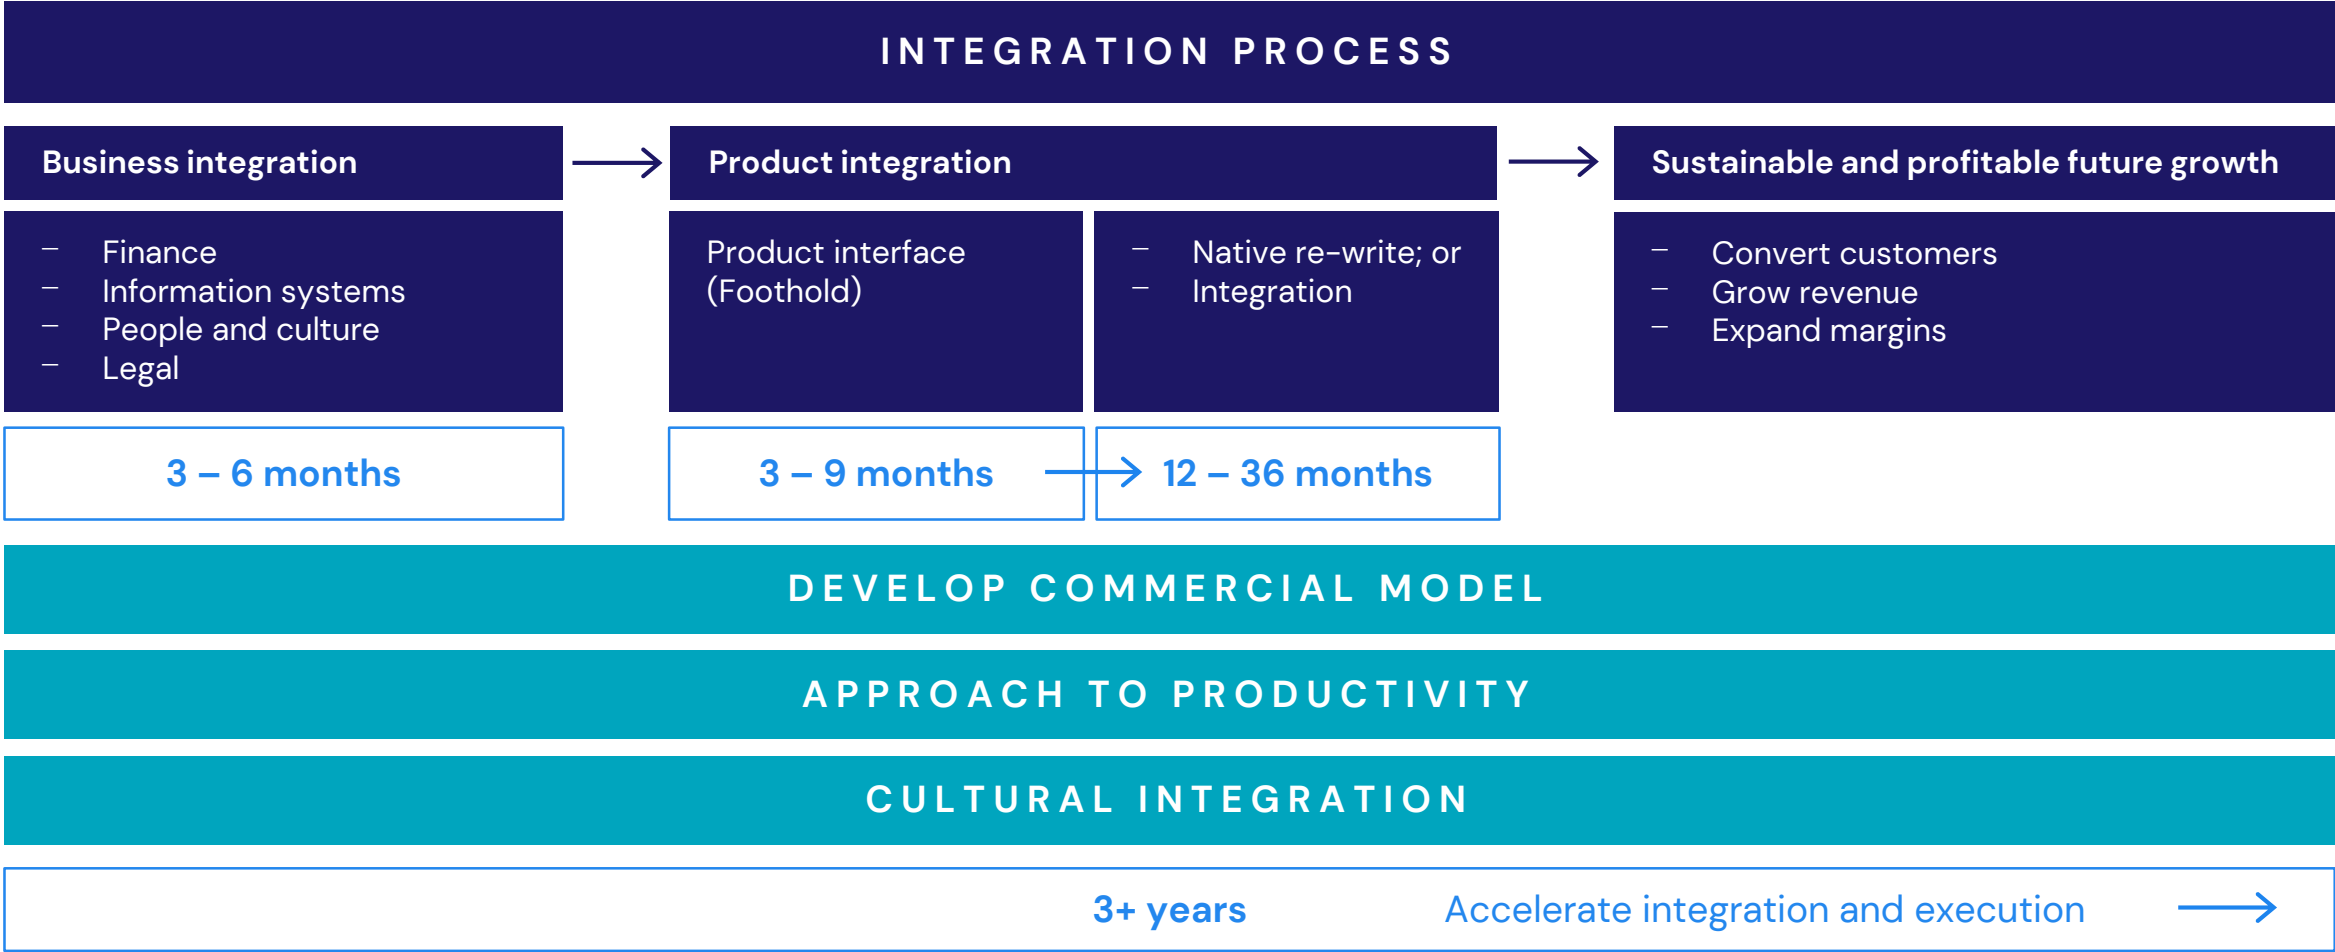 INTEGRATION PROCESS
Business integration
Product integration
Sustainable and profitable future growth
– Finance
– Information systems
– People and culture
– Legal
Product interface
(Foothold)
– Native re-write; or
– Integration
– Convert customers
– Grow revenue
– Expand margins
3 – 6 months
3 – 9 months
12 – 36 months
DEVELOP COMMERCIAL MODEL
APPROACH TO PRODUCTIVITY
CULTURAL INTEGRATION
3+ years
Accelerate integration and execution